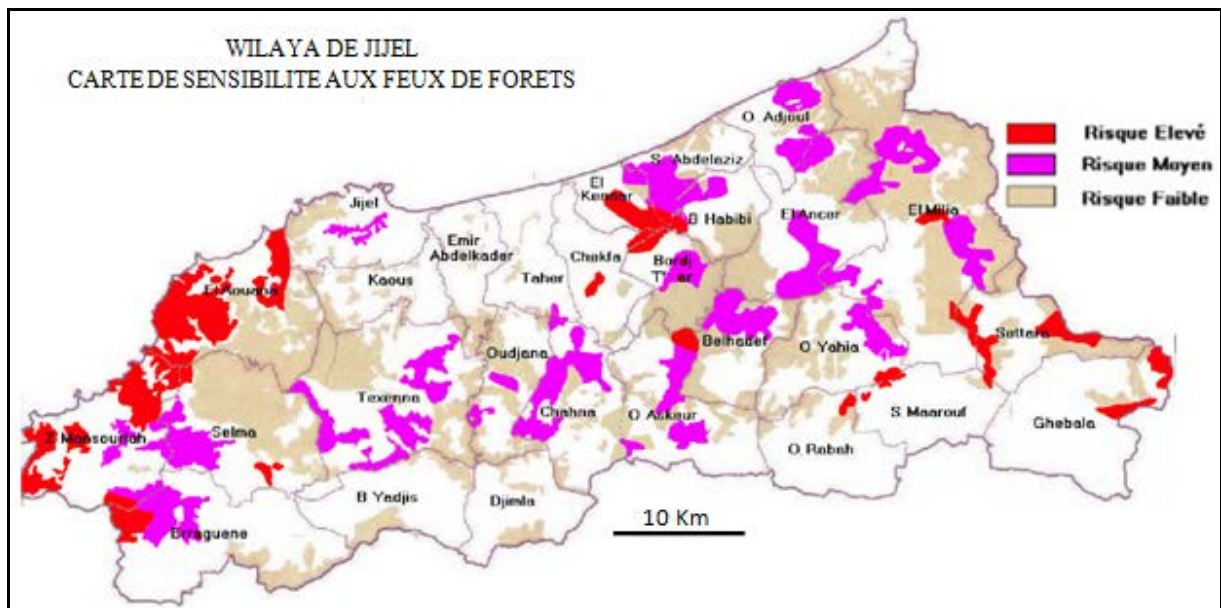 WILAYA DE JIJEL
CARTE DE SENSIBILITE AUX FEUX DE FORETS
Risque Elevé
Risque Moyen
Risque Faible
O. Adjoul
S. Abdelaziz
El Kennar
B Habibi
El Ancer
El Milia
Jijel
Emir
Abdelkader
Chekfa
Bordj
Taher
Kaous
El Aouana
Settara
Oudjana
Belhadef
O Yahia
Texenna
Chahna
O Askeur
S Maarouf
Ghebala
Selma
Z Mansouriah
O. Rabah
B Yadjis
Djimla
Erraguene
10 Km